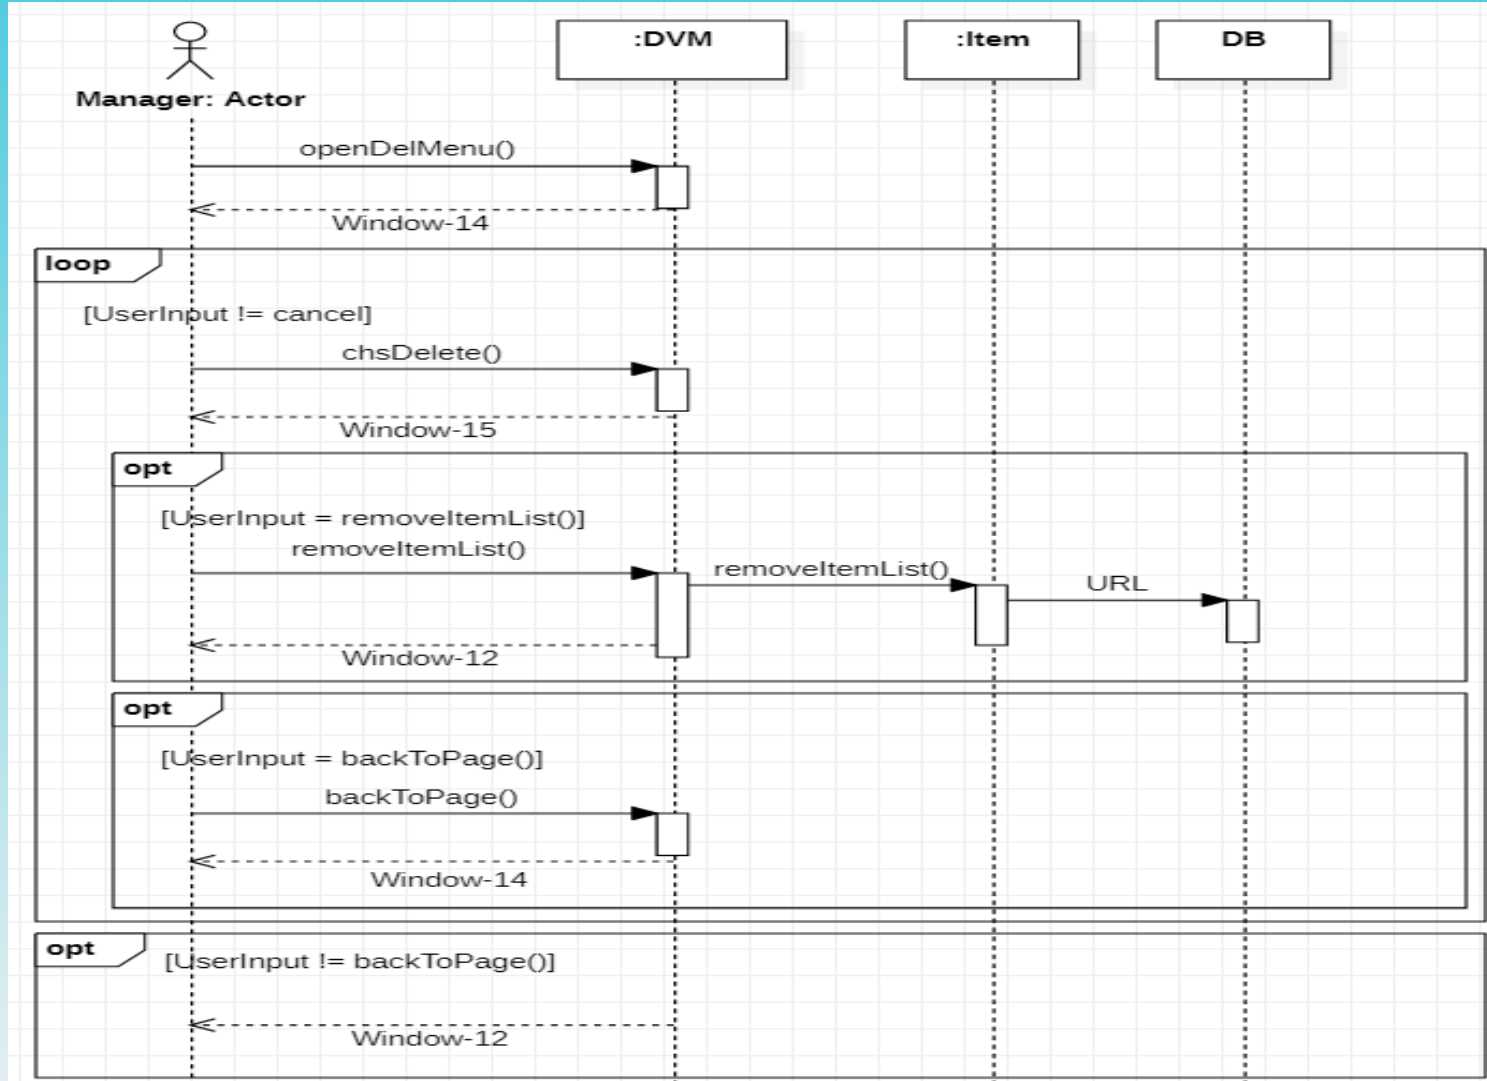 :DVM
:Item
DB
Manager: Actor
openDelMenu()
Window-14
loop
[UserInput != cancel]
chsDelete()
Window-15
opt
[UserInput = removeItemList()]
removeItemList()
removeItemList()
URL
Window-12
opt
[UserInput = backToPage()]
backToPage()
Window-14
opt
[UserInput != backToPage()]
Window-12